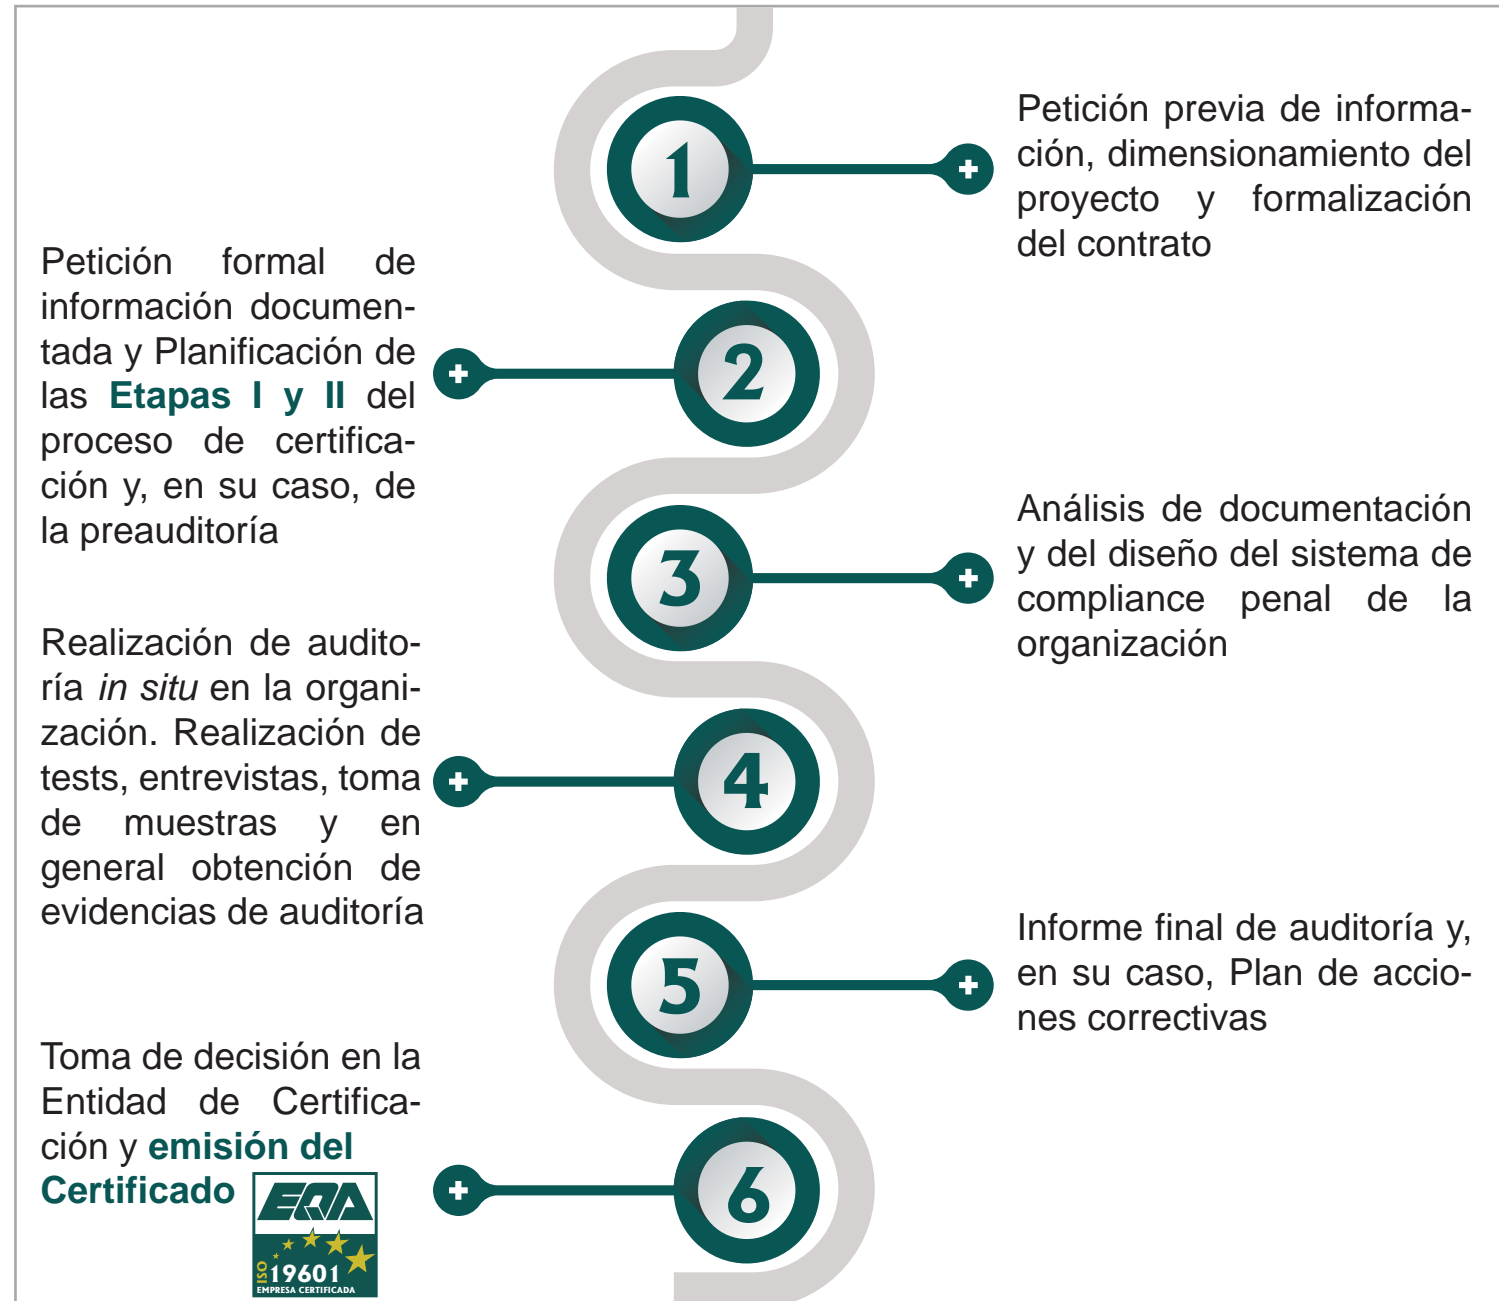 1
Petición previa de informa-
ción, dimensionamiento del
proyecto y formalización
del contrato
Petición formal de
información documen-
tada y Planificación de
las Etapas I y II del
proceso de certifica-
ción y, en su caso, de
la preauditoría
2
3
Análisis de documentación
y del diseño del sistema de
compliance penal de la
organización
Realización de audito-
ría in situ en la organi-
zación. Realización de
tests, entrevistas, toma
de muestras y en
general obtención de
evidencias de auditoría
4
5
Informe final de auditoría y,
en su caso, Plan de accio-
nes correctivas
Toma de decisión en la
Entidad de Certifica-
ción y emisión del
Certificado
EQA
ISO
19601
EMPRESA CERTIFICADA
6